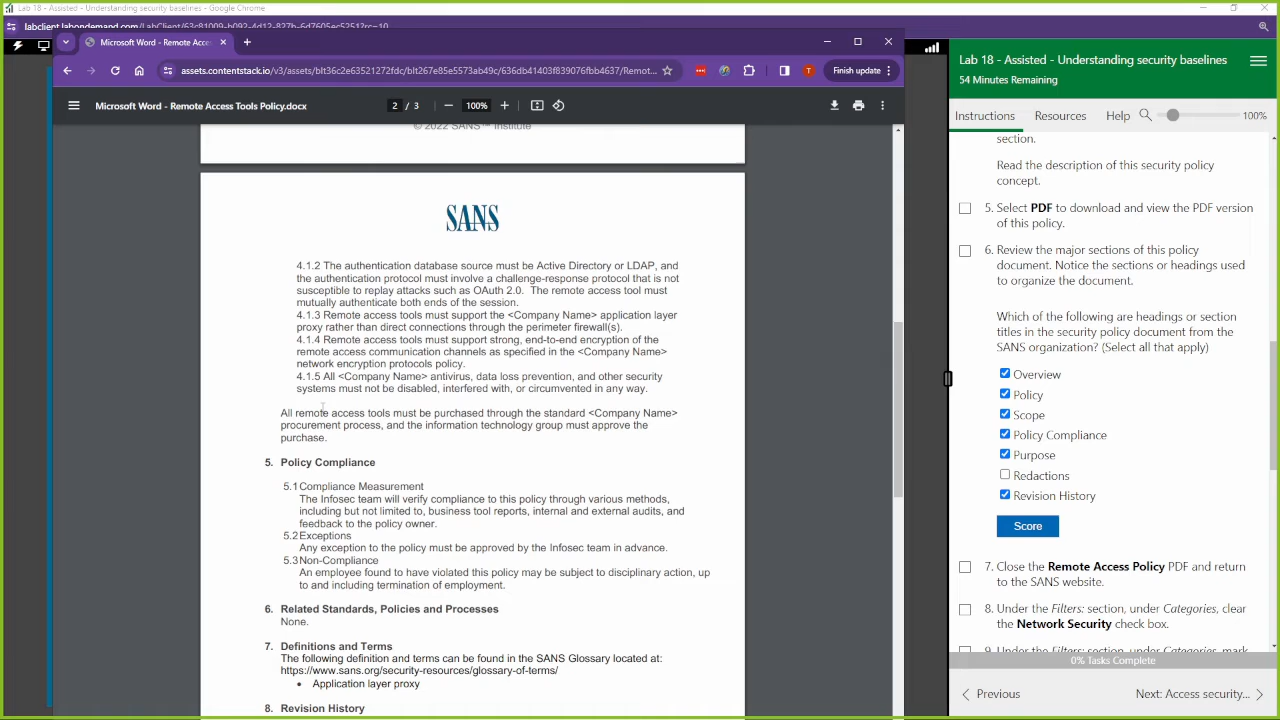 Lab 18 - Assisted - Understanding security baselines - Google Chrome
labclient.labondemand.com/LabClient/63c81009-b092-4d12-827b-6d7605ec5251?rc=10
Microsoft Word - Remote Acce
Finish update
assets.contentstack.io/v3/assets/blt36c2e63521272fdc/blt267e85e5573ab49c/636db41403f83f076fbb4637/Remot...
Microsoft Word - Remote Access Tools Policy.docx
2 / 3
100%
© 2022 SANS™ Institute
SANS
4.1.2 The authentication database source must be Active Directory or LDAP, and
the authentication protocol must involve a challenge-response protocol that is not
susceptible to replay attacks such as OAuth 2.0. The remote access tool must
mutually authenticate both ends of the session.
4.1.3 Remote access tools must support the <Company Name> application layer
proxy rather than direct connections through the perimeter firewall(s).
4.1.4 Remote access tools must support strong, end-to-end encryption of the
remote access communication channels as specified in the <Company Name>
network encryption protocols policy.
4.1.5 All <Company Name> antivirus, data loss prevention, and other security
systems must not be disabled, interfered with, or circumvented in any way.
All remote access tools must be purchased through the standard <Company Name>
procurement process, and the information technology group must approve the
purchase.
5. Policy Compliance
5.1 Compliance Measurement
The Infosec team will verify compliance to this policy through various methods,
including but not limited to, business tool reports, internal and external audits, and
feedback to the policy owner.
5.2 Exceptions
Any exception to the policy must be approved by the Infosec team in advance.
5.3 Non-Compliance
An employee found to have violated this policy may be subject to disciplinary action, up
to and including termination of employment.
6. Related Standards, Policies and Processes
None.
7. Definitions and Terms
The following definition and terms can be found in the SANS Glossary located at:
https://www.sans.org/security-resources/glossary-of-terms/
• Application layer proxy
8. Revision History
Lab 18 - Assisted - Understanding security baselines
54 Minutes Remaining
Instructions Resources Help 100%
section.
Read the description of this security policy
concept.
5. Select PDF to download and view the PDF version
of this policy.
6. Review the major sections of this policy
document. Notice the sections or headings used
to organize the document.
Which of the following are headings or section
titles in the security policy document from the
SANS organization? (Select all that apply)
Overview
Policy
Scope
Policy Compliance
Purpose
Redactions
Revision History
Score
7. Close the Remote Access Policy PDF and return
to the SANS website.
8. Under the Filters: section, under Categories, clear
the Network Security check box.
9. Under the Filters: section, under Categories, mark
0% Tasks Complete
Previous
Next: Access security...